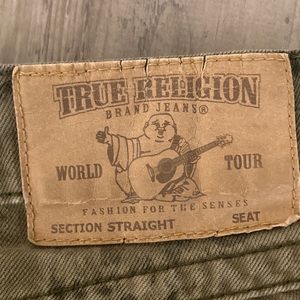 TRUE RELIGION
BRAND JEANS®
WORLD TOUR
FASHION FOR THE SENSES
SECTION STRAIGHT SEAT